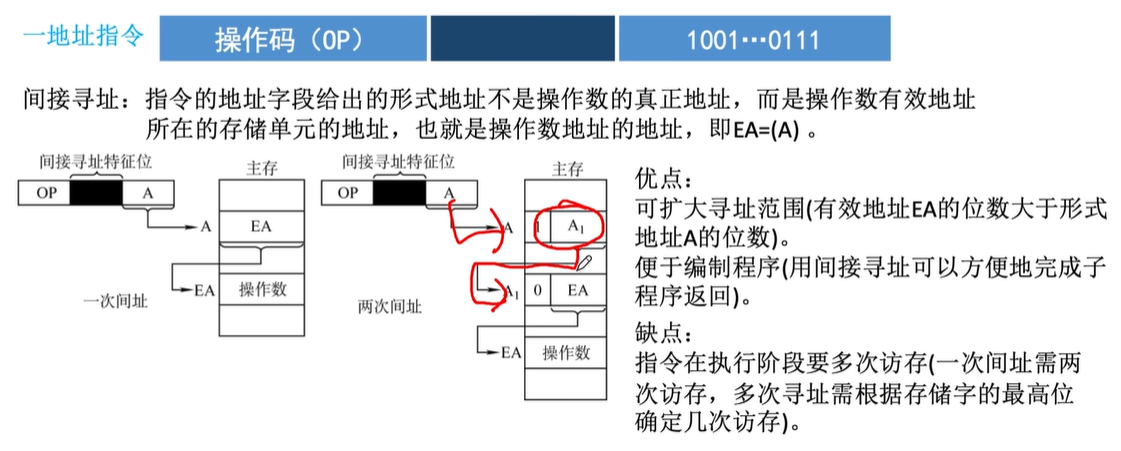 一地址指令 操作码（OP） 1001…0111
间接寻址：指令的地址字段给出的形式地址不是操作数的真正地址，而是操作数有效地址
所在的存储单元的地址，也就是操作数地址的地址，即EA=(A) 。
间接寻址特征位
主存
OP
A
A
EA
EA
操作数
一次间址
间接寻址特征位
主存
OP
A
A
1
A₁
A₁
0
EA
两次间址
EA
操作数
优点：
可扩大寻址范围(有效地址EA的位数大于形式
地址A的位数)。
便于编制程序(用间接寻址可以方便地完成子
程序返回)。
缺点：
指令在执行阶段要多次访存(一次间址需两
次访存，多次寻址需根据存储字的最高位
确定几次访存)。